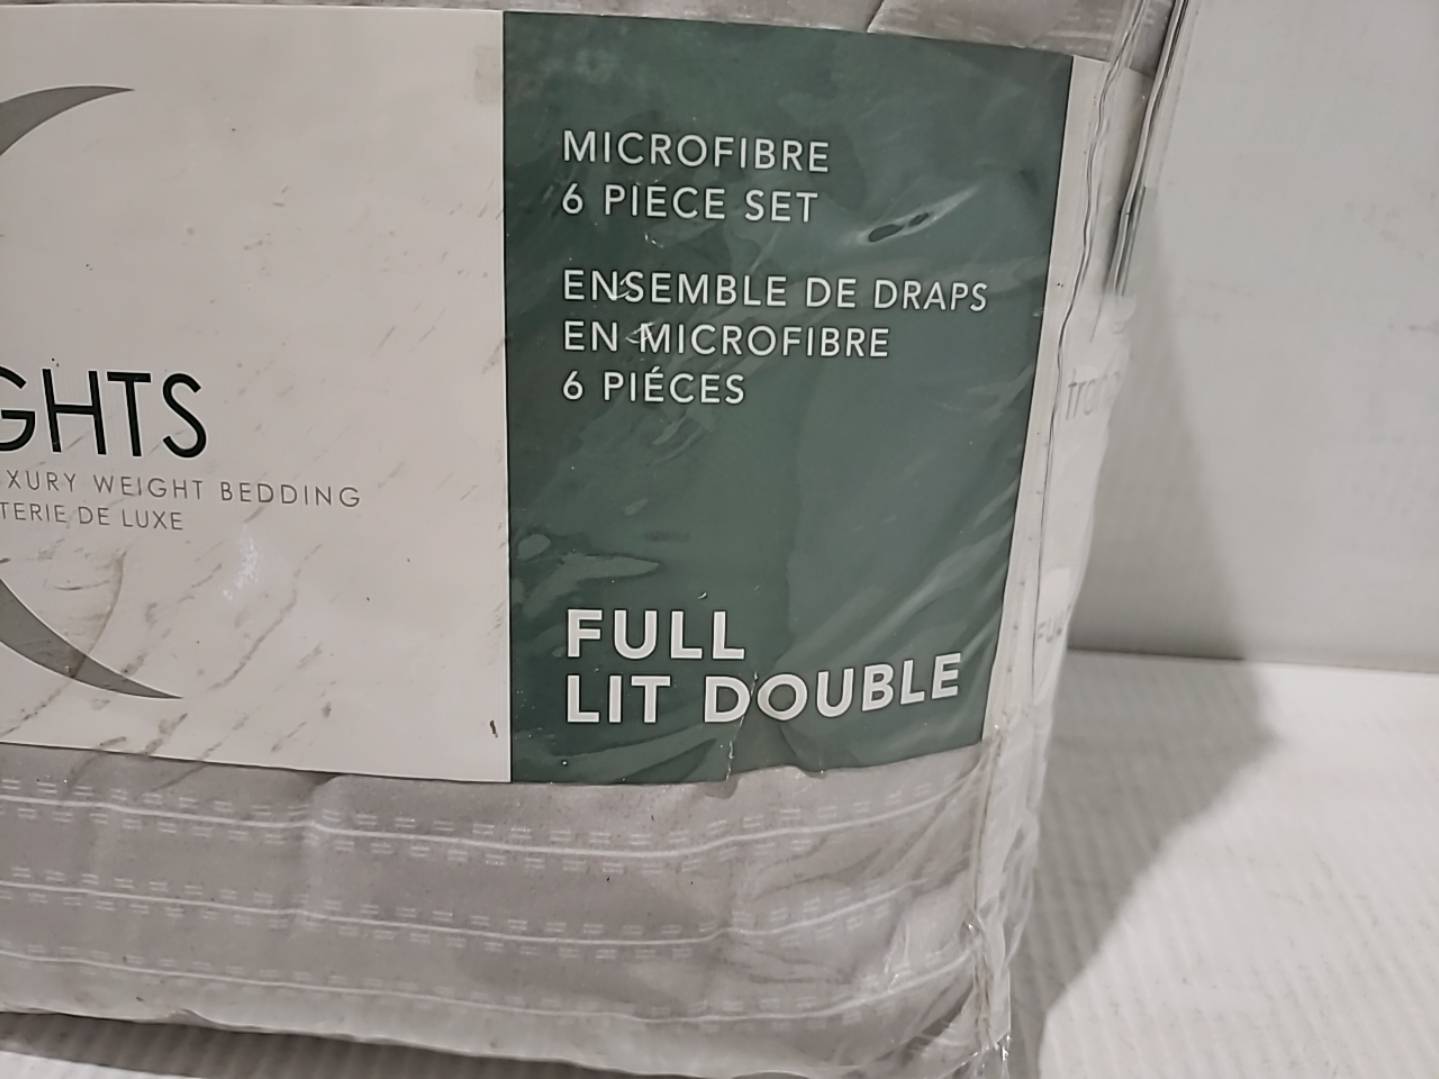 MICROFIBRE
6 PIECE SET
ENSEMBLE DE DRAPS
EN MICROFIBRE
6 PIÉCES
GHTS
XURY WEIGHT BEDDING
TERIE DE LUXE
FULL
LIT DOUBLE